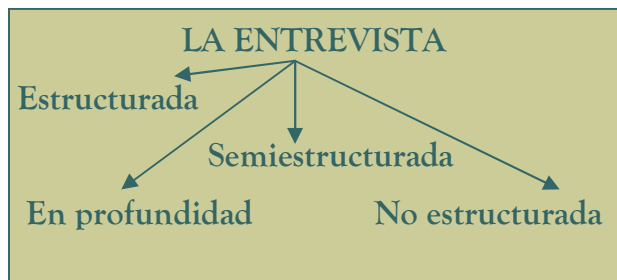 LA ENTREVISTA
Estructurada
Semiestructurada
En profundidad
No estructurada